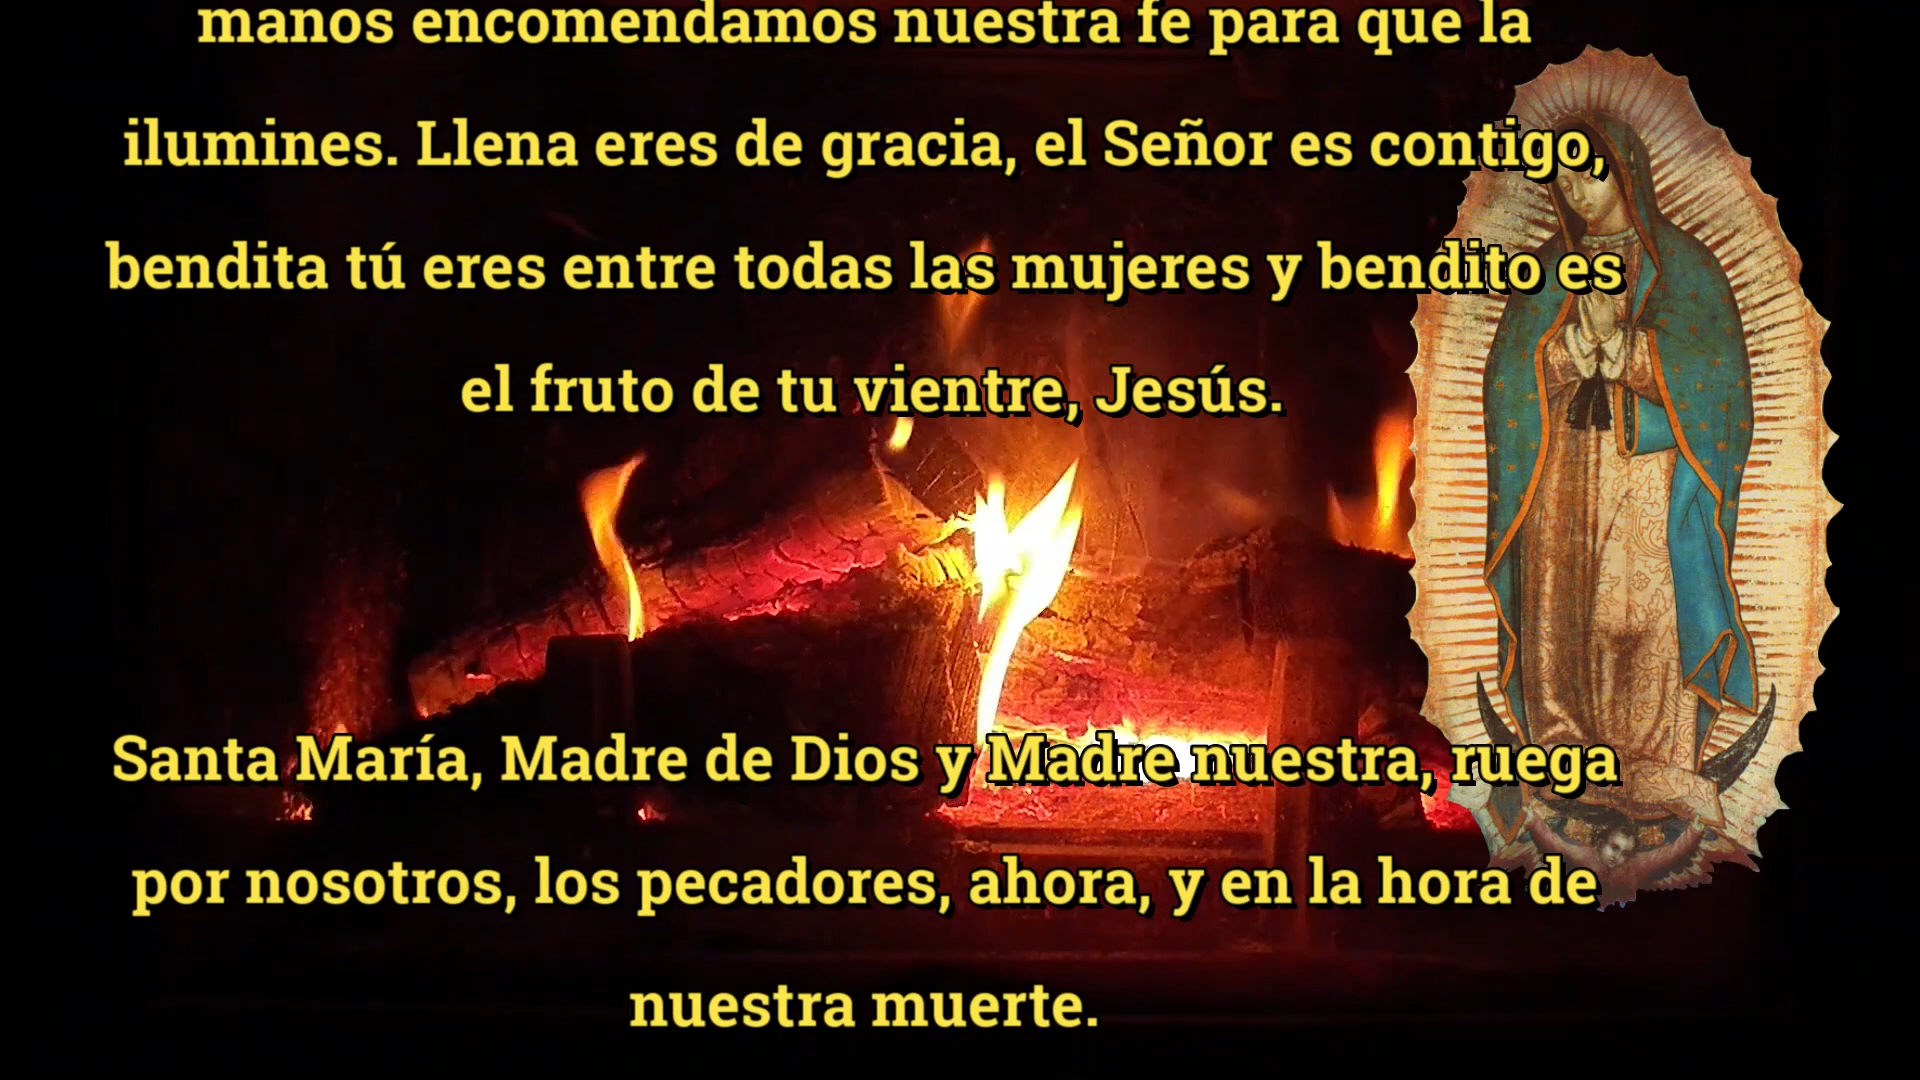 manos encomendamos nuestra fe para que la
ilumines. Llena eres de gracia, el Señor es contigo,
bendita tú eres entre todas las mujeres y bendito es
el fruto de tu vientre, Jesús.
Santa María, Madre de Dios y Madre nuestra, ruega
por nosotros, los pecadores, ahora, y en la hora de
nuestra muerte.